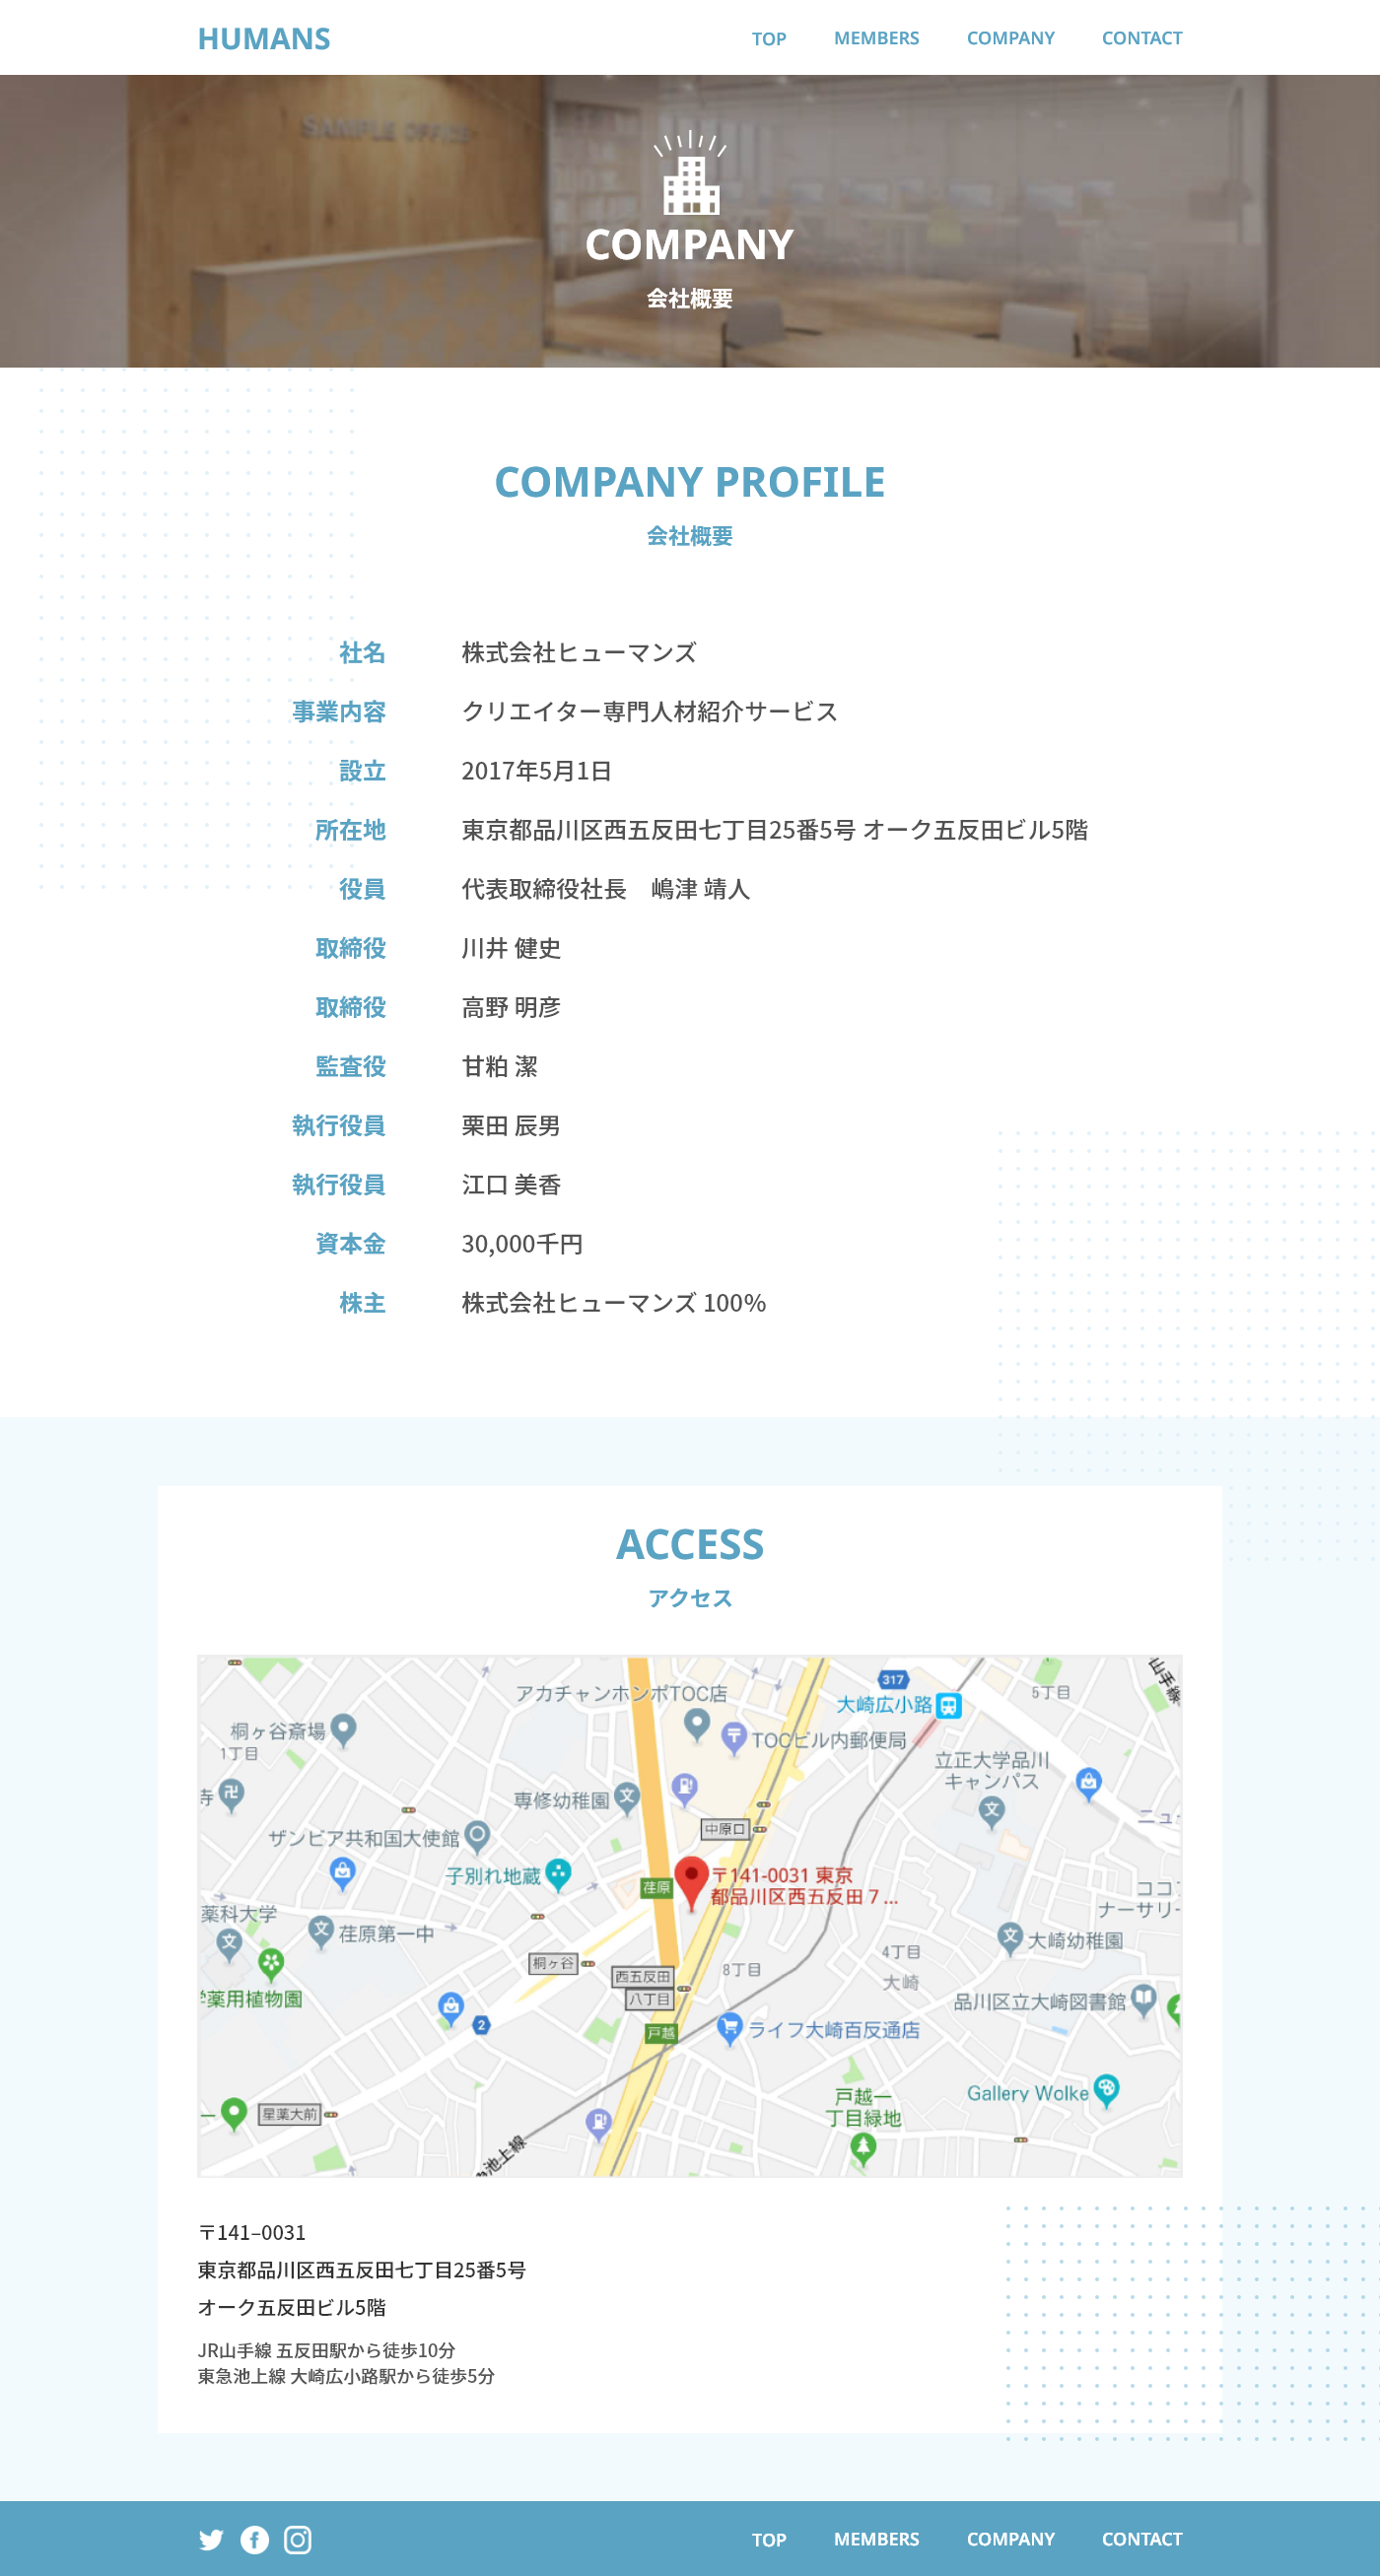 HUMANS
TOP MEMBERS COMPANY CONTACT
SAMPLE OFFICE
COMPANY
会社概要
COMPANY PROFILE
会社概要
社名 株式会社ヒューマンズ
事業内容 クリエイター専門人材紹介サービス
設立 2017年5月1日
所在地 東京都品川区西五反田七丁目25番5号 オーク五反田ビル5階
役員 代表取締役社長　嶋津 靖人
取締役 川井 健史
取締役 高野 明彦
監査役 甘粕 潔
執行役員 栗田 辰男
執行役員 江口 美香
資本金 30,000千円
株主 株式会社ヒューマンズ 100%
ACCESS
アクセス
山手線
317
アカチャンホンポTOC店
5丁目
大崎広小路
桐ヶ谷斎場
1丁目
TOCビル内郵便局
立正大学品川
キャンパス
寺
専修幼稚園
ニュー
中原口
ザンビア共和国大使館
子別れ地蔵
荏原
〒141-0031 東京
都品川区西五反田７...
ココ
ナーサリー
薬科大学
荏原第一中
大崎幼稚園
4丁目
桐ヶ谷
8丁目
大崎
西五反田
八丁目
学薬用植物園
品川区立大崎図書館
2
戸越
ライフ大崎百反通店
Gallery Wolke
戸越一
丁目緑地
星薬大前
池上線
〒141–0031
東京都品川区西五反田七丁目25番5号
オーク五反田ビル5階
JR山手線 五反田駅から徒歩10分
東急池上線 大崎広小路駅から徒歩5分
TOP MEMBERS COMPANY CONTACT